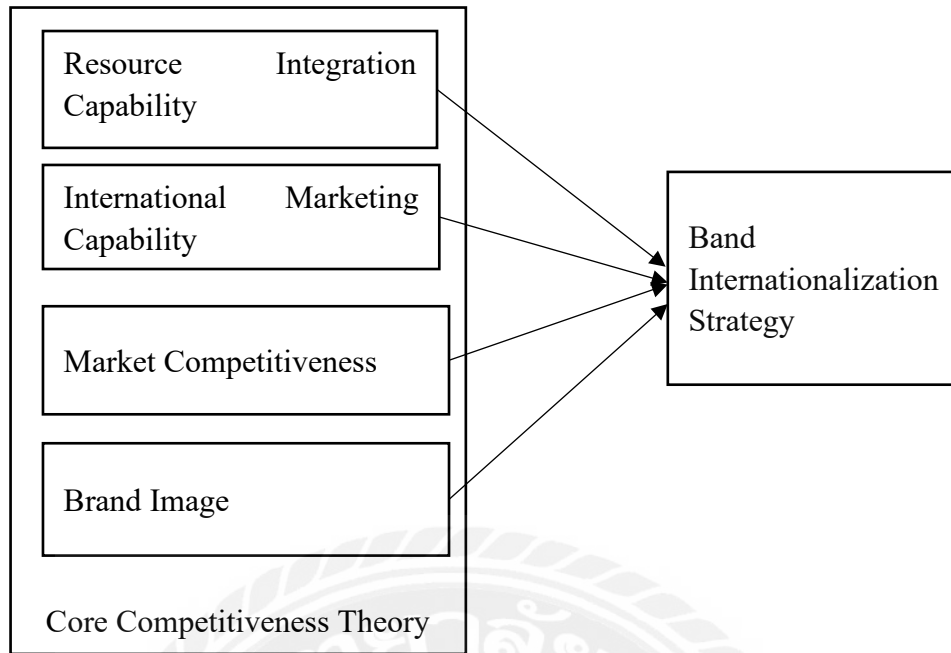 Resource Integration
Capability
International Marketing
Capability
Market Competitiveness
Brand Image
Core Competitiveness Theory
Band
Internationalization
Strategy